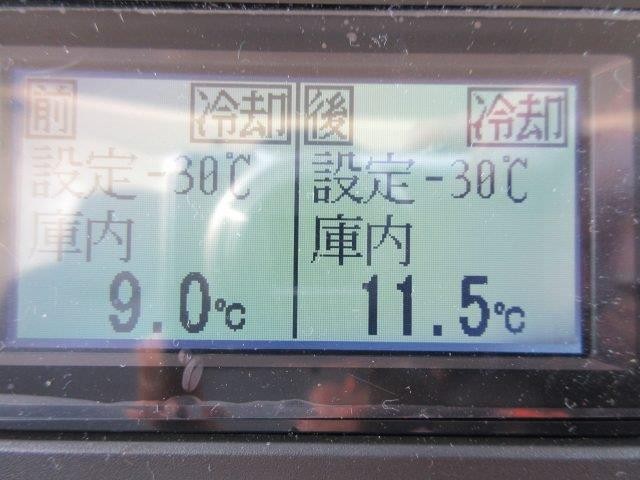 前 冷却
設定-30℃
庫内
9.0℃
後 冷却
設定-30℃
庫内
11.5℃